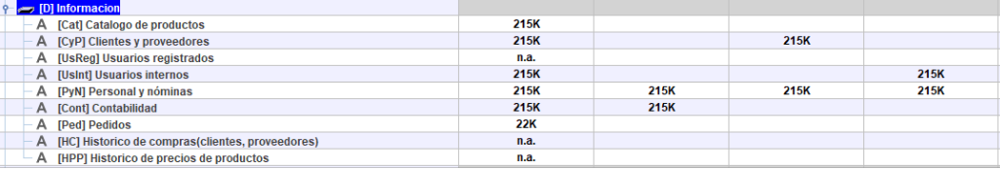 [D] Informacion
A [Cat] Catalogo de productos 215K
A [CyP] Clientes y proveedores 215K 215K
A [UsReg] Usuarios registrados n.a.
A [UsInt] Usuarios internos 215K 215K
A [PyN] Personal y nóminas 215K 215K 215K 215K
A [Cont] Contabilidad 215K 215K
A [Ped] Pedidos 22K
A [HC] Historico de compras(clientes, proveedores) n.a.
A [HPP] Historico de precios de productos n.a.